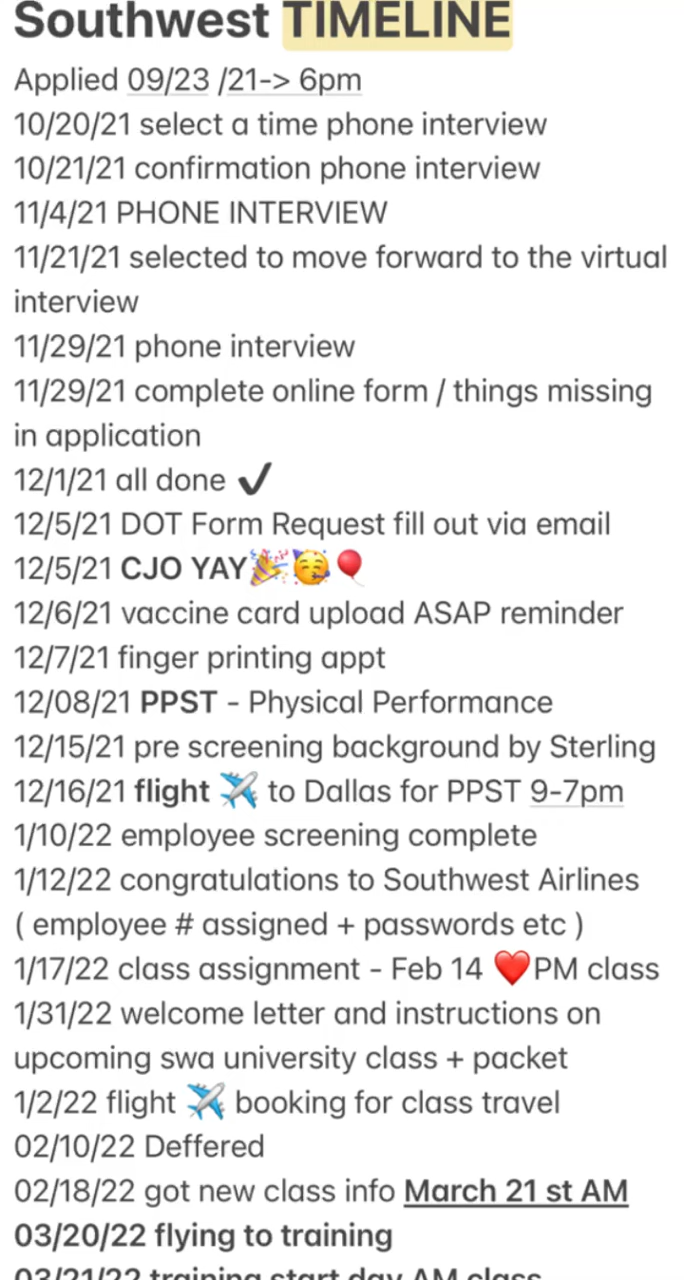 Southwest TIMELINE
Applied 09/23 /21-> 6pm
10/20/21 select a time phone interview
10/21/21 confirmation phone interview
11/4/21 PHONE INTERVIEW
11/21/21 selected to move forward to the virtual
interview
11/29/21 phone interview
11/29/21 complete online form / things missing
in application
12/1/21 all done ✔️
12/5/21 DOT Form Request fill out via email
12/5/21 CJO YAY🎉🥳🎈
12/6/21 vaccine card upload ASAP reminder
12/7/21 finger printing appt
12/08/21 PPST - Physical Performance
12/15/21 pre screening background by Sterling
12/16/21 flight ✈️ to Dallas for PPST 9-7pm
1/10/22 employee screening complete
1/12/22 congratulations to Southwest Airlines
( employee # assigned + passwords etc )
1/17/22 class assignment - Feb 14 ❤️PM class
1/31/22 welcome letter and instructions on
upcoming swa university class + packet
1/2/22 flight ✈️ booking for class travel
02/10/22 Deffered
02/18/22 got new class info March 21 st AM
03/20/22 flying to training
03/21/22 training start day AM class